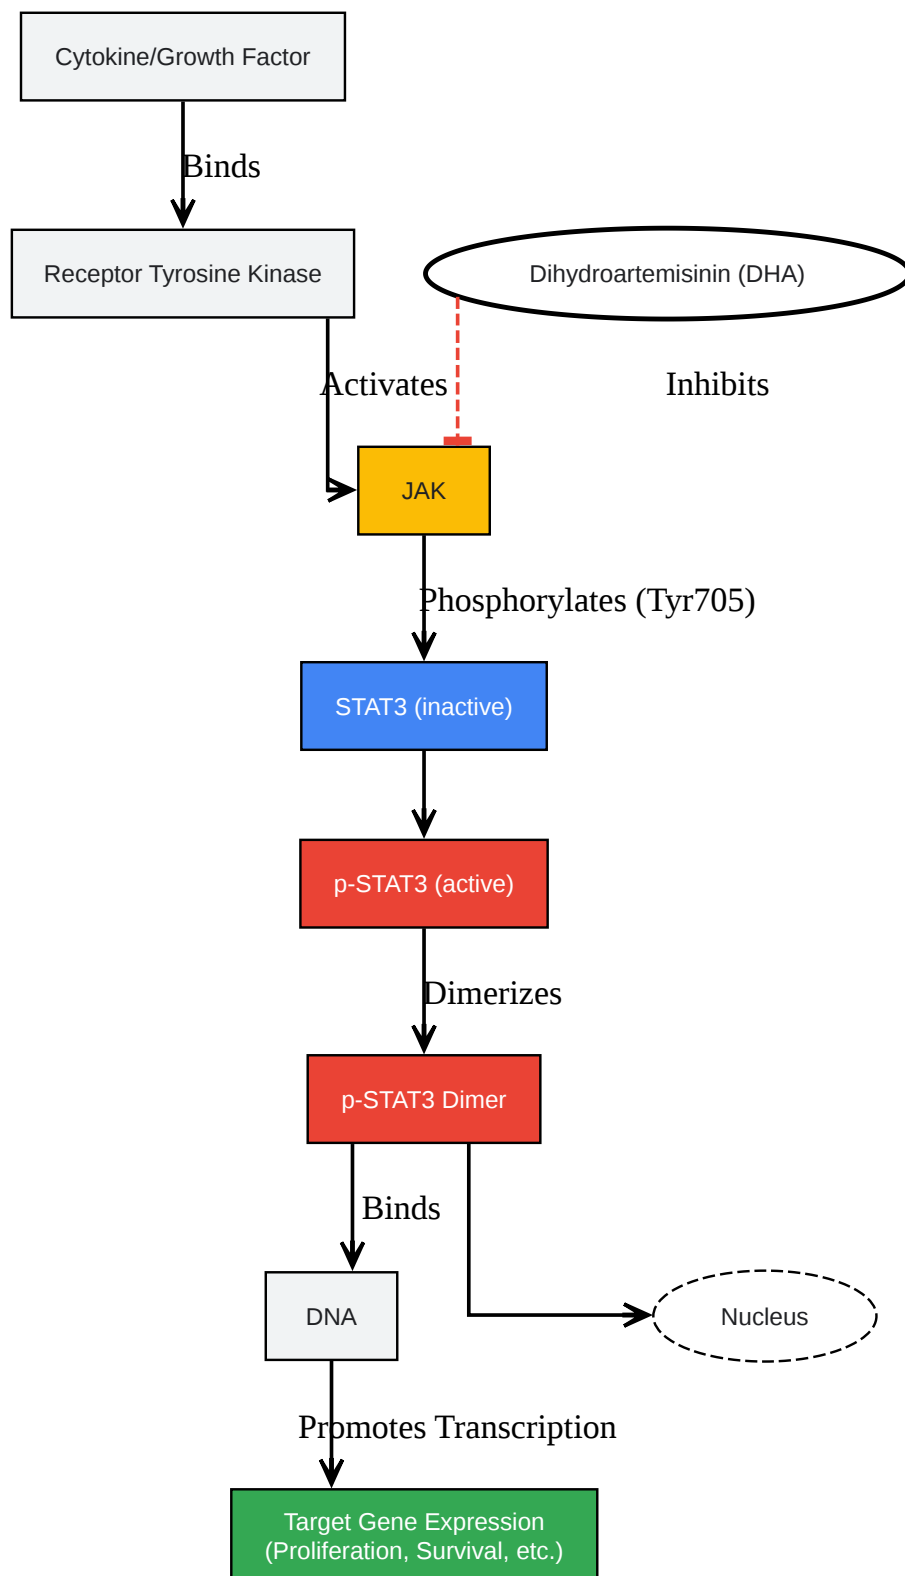 Cytokine/Growth Factor
Binds
Receptor Tyrosine Kinase
Dihydroartemisinin (DHA)
Activates
Inhibits
JAK
Phosphorylates (Tyr705)
STAT3 (inactive)
p-STAT3 (active)
Dimerizes
p-STAT3 Dimer
Binds
DNA
Nucleus
Promotes Transcription
Target Gene Expression
(Proliferation, Survival, etc.)